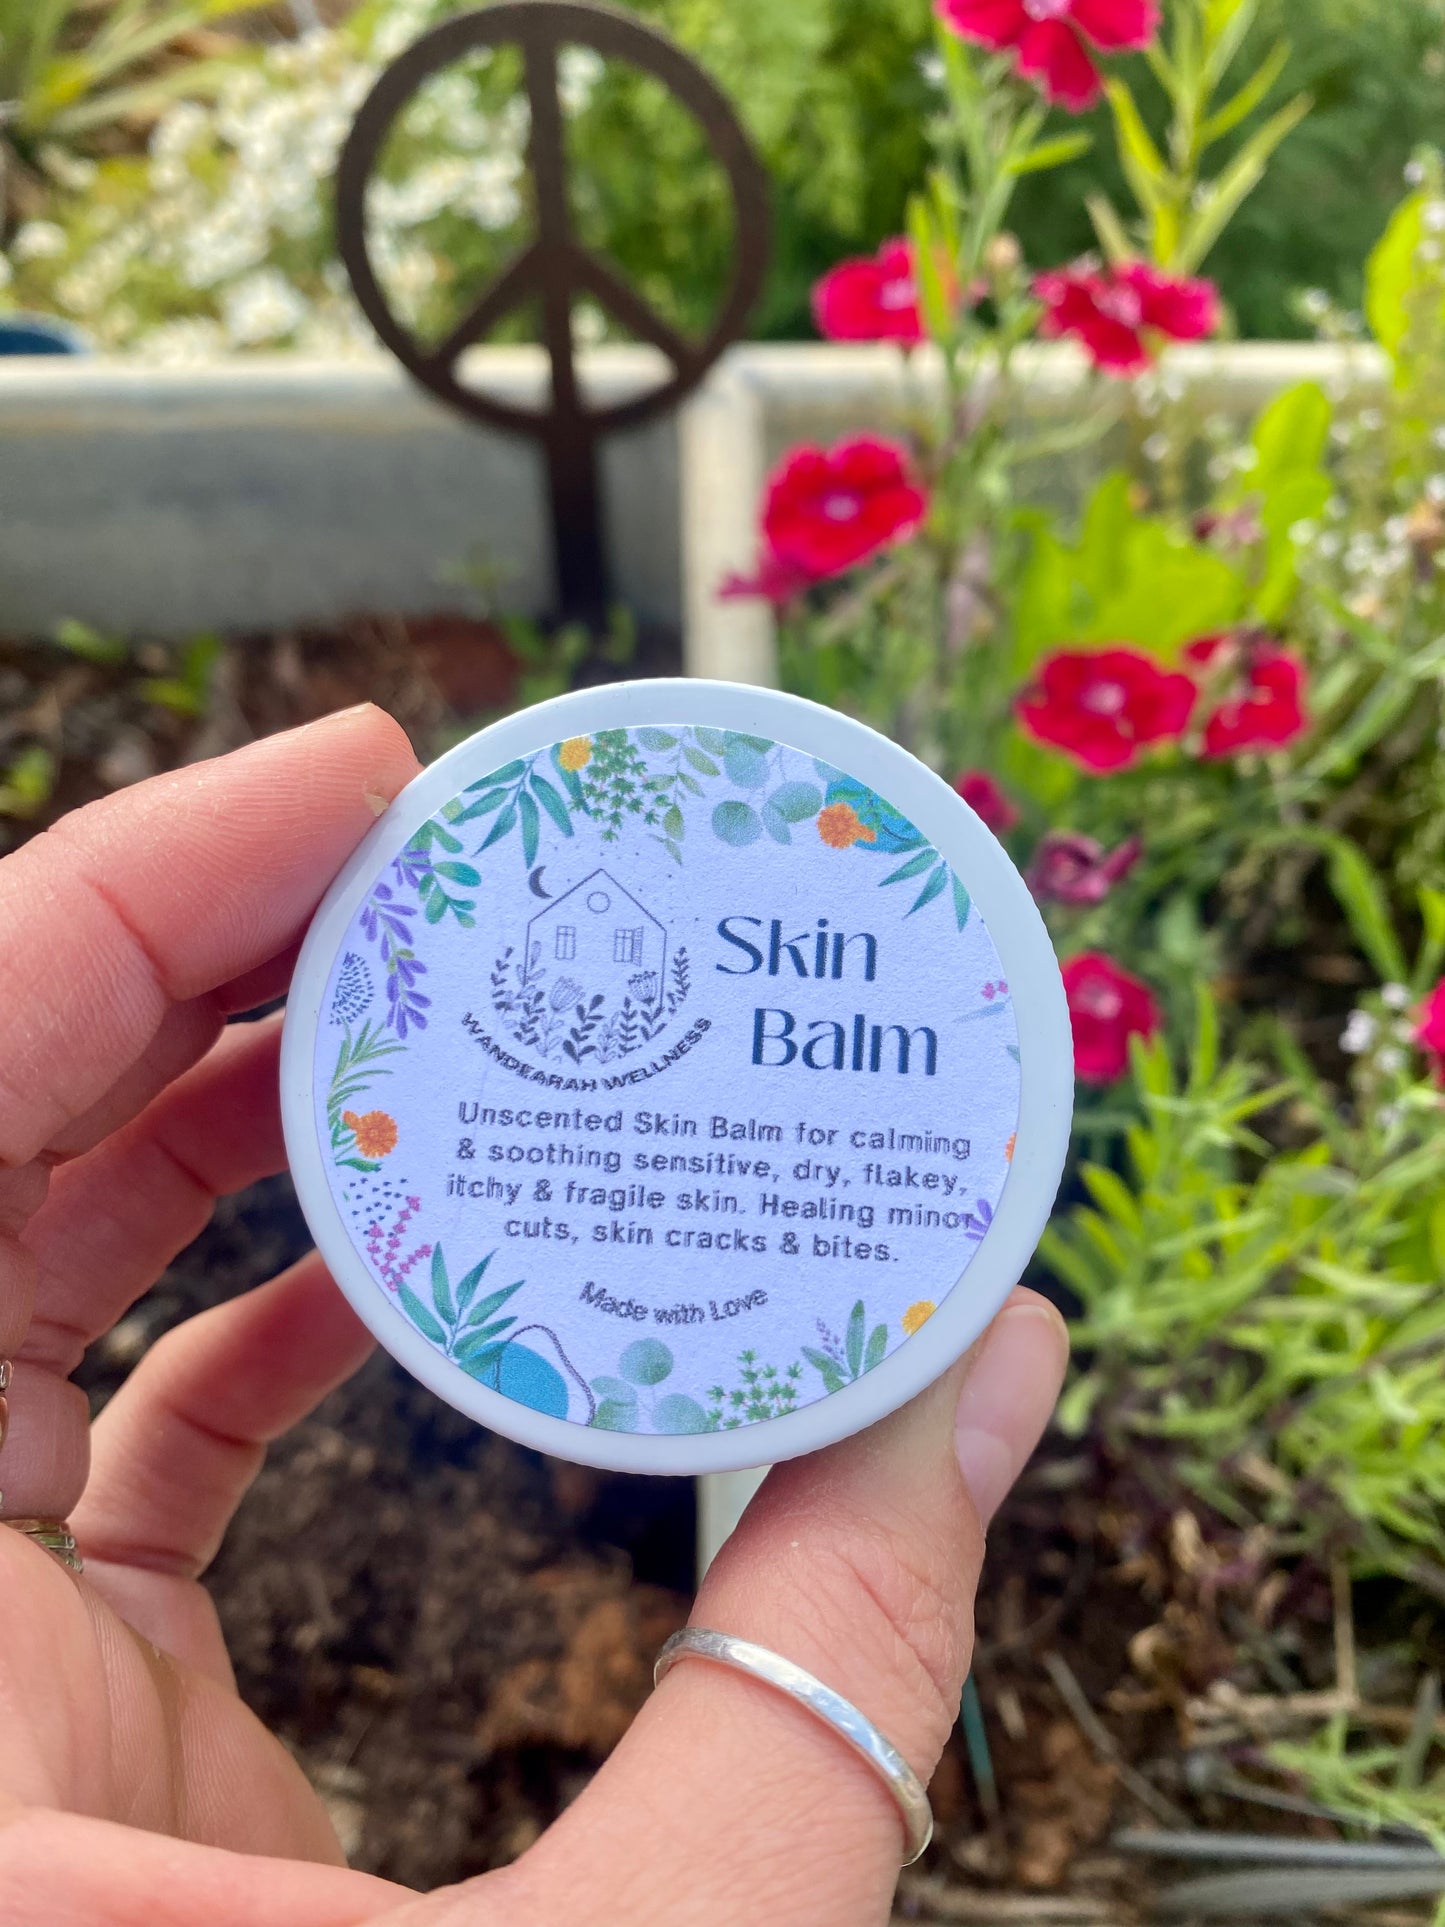 Skin
Balm
WANDEARAH WELLNESS
Unscented Skin Balm for calming
& soothing sensitive, dry, flakey,
itchy & fragile skin. Healing minor
cuts, skin cracks & bites.
Made with Love